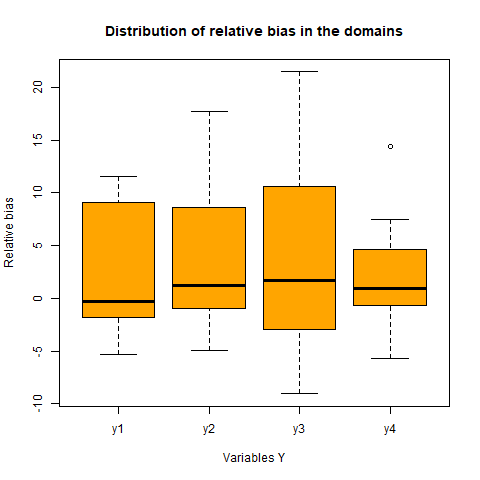 Distribution of relative bias in the domains
Relative bias
20
15
10
5
0
-5
-10
y1 y2 y3 y4
Variables Y